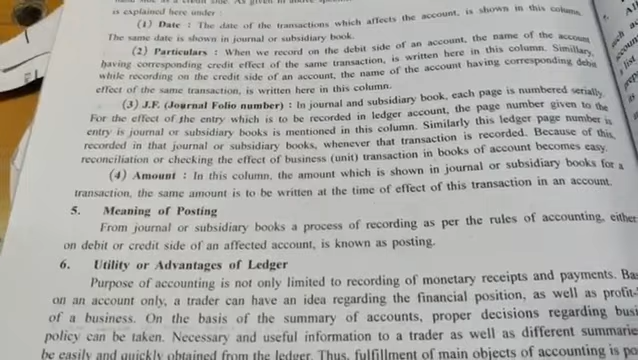 is explained here under :
(1) Date : The date of the transactions which affects the account, is shown in this column.
The same date is shown in journal or subsidiary book.
(2) Particulars : When we record on the debit side of an account, the name of the account
having corresponding credit effect of the same transaction, is written here in this column. Simillary,
while recording on the credit side of an account, the name of the account having corresponding debit
effect of the same transaction, is written here in this column.
(3) J.F. (Journal Folio number) : In journal and subsidiary book, each page is numbered serially.
For the effect of the entry which is to be recorded in ledger account, the page number given to the
entry is journal or subsidiary books is mentioned in this column. Similarly this ledger page number is
recorded in that journal or subsidiary books, whenever that transaction is recorded. Because of this,
reconciliation or checking the effect of business (unit) transaction in books of account becomes easy.
(4) Amount : In this column, the amount which is shown in journal or subsidiary books for a
transaction, the same amount is to be written at the time of effect of this transaction in an account.
5. Meaning of Posting
From journal or subsidiary books a process of recording as per the rules of accounting, either
on debit or credit side of an affected account, is known as posting.
6. Utility or Advantages of Ledger
Purpose of accounting is not only limited to recording of monetary receipts and payments. Bas
on an account only, a trader can have an idea regarding the financial position, as well as profit-
of a business. On the basis of the summary of accounts, proper decisions regarding busi
policy can be taken. Necessary and useful information to a trader as well as different summarie
be easily and quickly obtained from the ledger. Thus, fulfillment of main objects of accounting is po